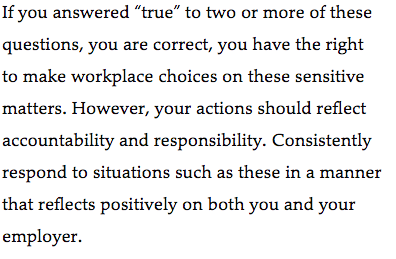 If you answered “true” to two or more of these
questions, you are correct, you have the right
to make workplace choices on these sensitive
matters. However, your actions should reflect
accountability and responsibility. Consistently
respond to situations such as these in a manner
that reflects positively on both you and your
employer.